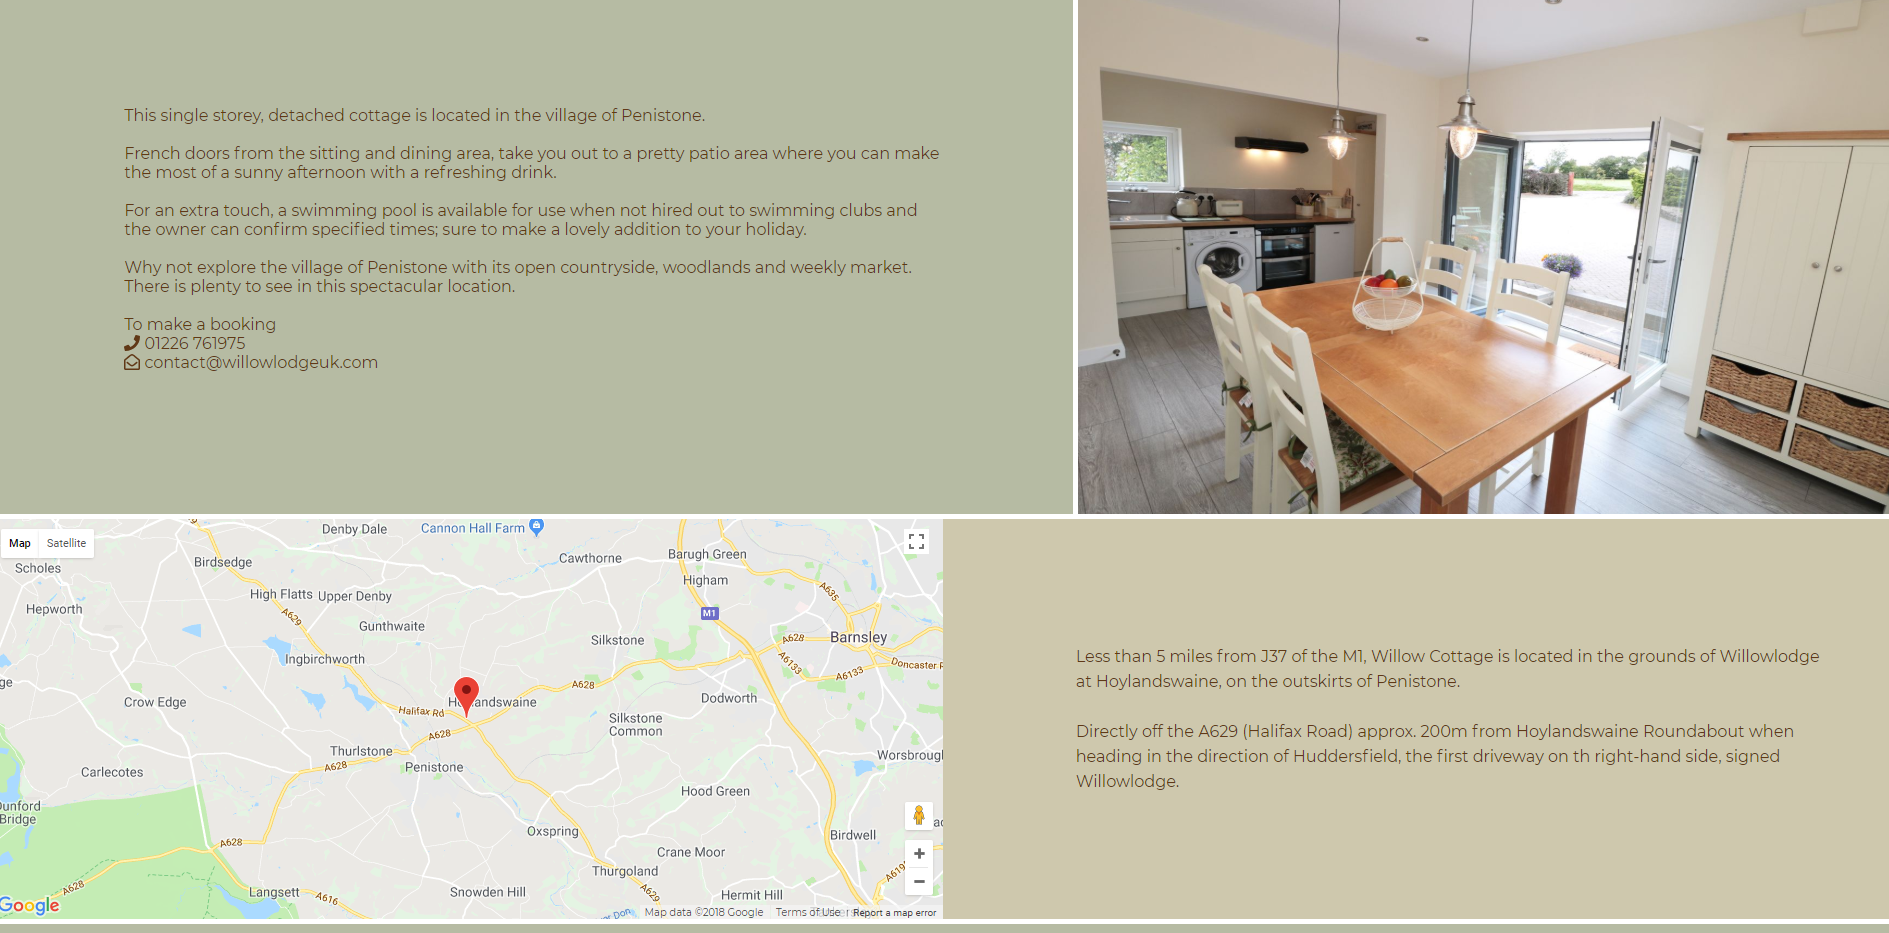 This single storey, detached cottage is located in the village of Penistone.
French doors from the sitting and dining area, take you out to a pretty patio area where you can make
the most of a sunny afternoon with a refreshing drink.
For an extra touch, a swimming pool is available for use when not hired out to swimming clubs and
the owner can confirm specified times; sure to make a lovely addition to your holiday.
Why not explore the village of Penistone with its open countryside, woodlands and weekly market.
There is plenty to see in this spectacular location.
To make a booking
01226 761975
contact@willowlodgeuk.com
Map Satellite
Denby Dale
Cannon Hall Farm
Scholes
Birdsedge
Cawthorne
Barugh Green
Higham
High Flatts
Upper Denby
A635
Hepworth
A629
M1
Gunthwaite
Silkstone
A628
Barnsley
Ingbirchworth
A6133
Doncaster R
A628
A6133
Crow Edge
Halifax Rd
Hoylandswaine
Dodworth
Silkstone
Common
A628
Thurlstone
A628
Penistone
Worsbroug
Carlecotes
Hood Green
Dunford
Bridge
Oxspring
Birdwell
A628
Crane Moor
Thurgoland
A628
Langsett
A616
Snowden Hill
A629
Hermit Hill
Google
Map data ©2018 Google
Terms of Use
Report a map error
Less than 5 miles from J37 of the M1, Willow Cottage is located in the grounds of Willowlodge
at Hoylandswaine, on the outskirts of Penistone.
Directly off the A629 (Halifax Road) approx. 200m from Hoylandswaine Roundabout when
heading in the direction of Huddersfield, the first driveway on th right-hand side, signed
Willowlodge.